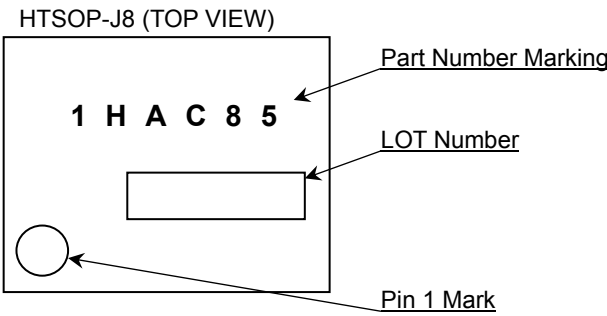 HTSOP-J8 (TOP VIEW)
Part Number Marking
1 H A C 8 5
LOT Number
Pin 1 Mark